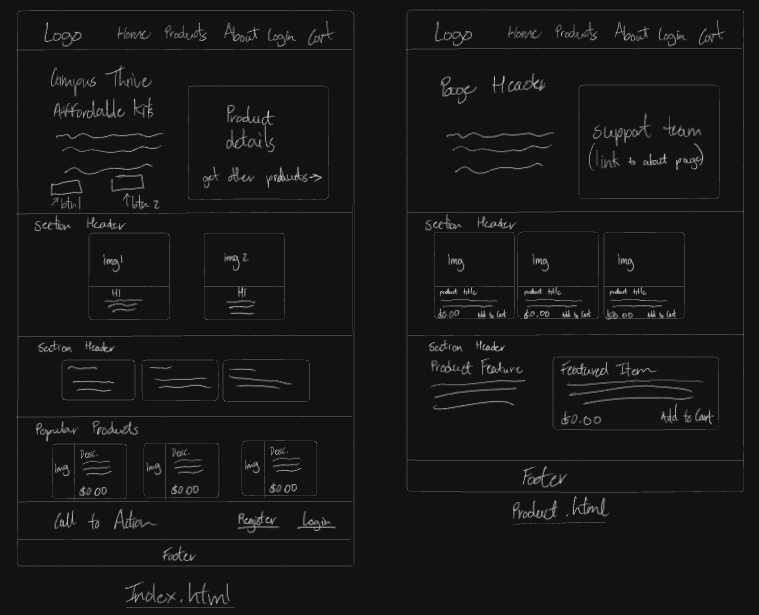 Logo Home Products About Login Cart
Campus Thrive
Affordable Kits
Product
details
get other products→
btn1
btn 2
Section Header
img1
img 2
H1
H1
Section Header
Popular Products
Img
Desc.
$0.00
Img
Desc.
$0.00
Img
Desc.
$0.00
Call to Action Register Login
Footer
Index.html
Logo Home Products About Login Cart
Page Header
Support team
(link to about page)
Section Header
Img
product title
$0.00 Add to Cart
Img
product title
$0.00 Add to Cart
Img
product title
$0.00 Add to Cart
Section Header
Product Feature
Featured Item
$0.00 Add to Cart
Footer
Product.html